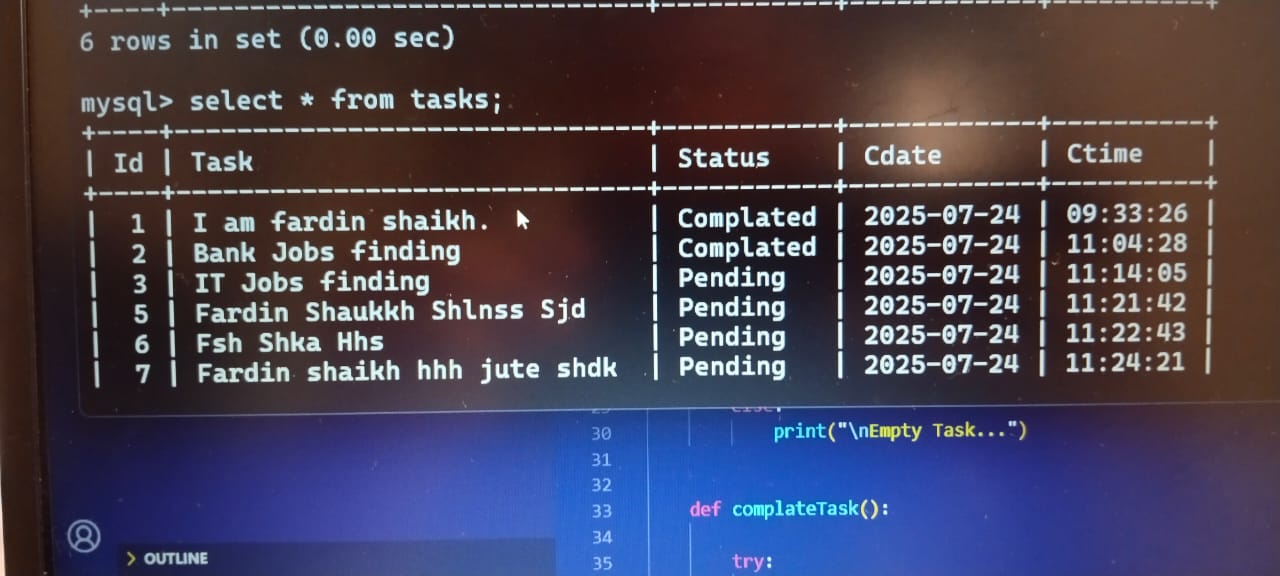 +----+--------------------------------------+---------------+----------------+-------------+
6 rows in set (0.00 sec)
mysql> select * from tasks;
+----+--------------------------------------+---------------+----------------+-------------+
| Id | Task | Status | Cdate | Ctime |
+----+--------------------------------------+---------------+----------------+-------------+
| 1 | I am fardin shaikh. | Complated | 2025-07-24 | 09:33:26 |
| 2 | Bank Jobs finding | Complated | 2025-07-24 | 11:04:28 |
| 3 | IT Jobs finding | Pending | 2025-07-24 | 11:14:05 |
| 5 | Fardin Shaukkh Shlnss Sjd | Pending | 2025-07-24 | 11:21:42 |
| 6 | Fsh Shka Hhs | Pending | 2025-07-24 | 11:22:43 |
| 7 | Fardin shaikh hhh jute shdk | Pending | 2025-07-24 | 11:24:21 |
30 print("\nEmpty Task...")
31
32
33 def complateTask():
34
35 try:
OUTLINE